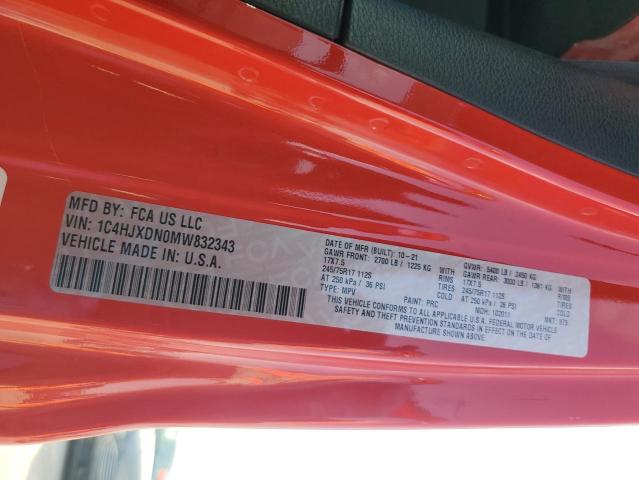 MFD BY: FCA US LLC
VIN: 1C4HJXDN0MW832343
VEHICLE MADE IN: U.S.A.
DATE OF MFR (BUILT): 10-21 GVWR: 5400 LB / 2450 KG
GAWR FRONT: 2700 LB / 1225 KG WITH GAWR REAR: 3000 LB / 1361 KG WITH
17X7.5 RIMS 17X7.5 RIMS
245/75R17 112S TIRES 245/75R17 112S TIRES
AT 250 kPa / 36 PSI COLD AT 250 kPa / 36 PSI COLD
TYPE: MPV PAINT: PRC MDH: 102011 MKT: 875
THIS VEHICLE CONFORMS TO ALL APPLICABLE U.S.A. FEDERAL MOTOR VEHICLE
SAFETY AND THEFT PREVENTION STANDARDS IN EFFECT ON THE DATE OF
MANUFACTURE SHOWN ABOVE.